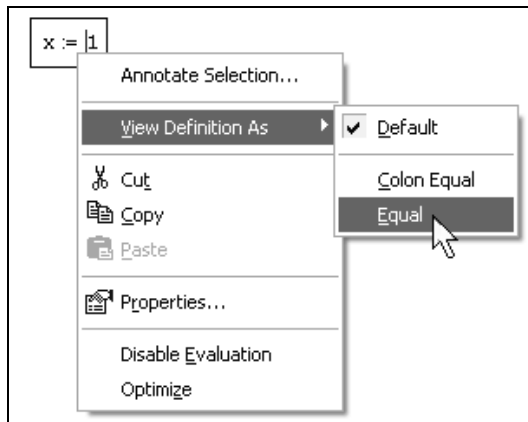 x := 1
Annotate Selection...
View Definition As
Default
Colon Equal
Equal
Cut
Copy
Paste
Properties...
Disable Evaluation
Optimize